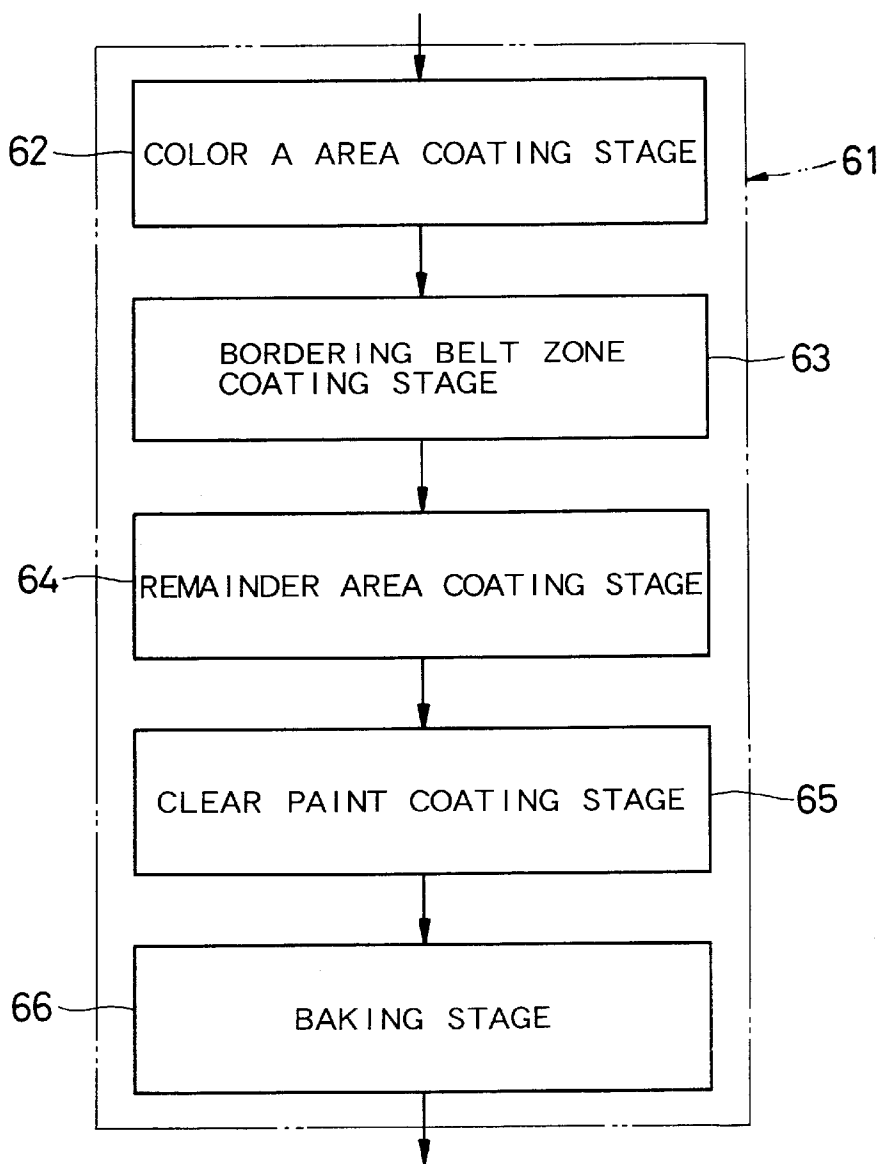 62
COLOR A AREA COATING STAGE
61
BORDERING BELT ZONE
COATING STAGE
63
64
REMAINDER AREA COATING STAGE
CLEAR PAINT COATING STAGE
65
66
BAKING STAGE